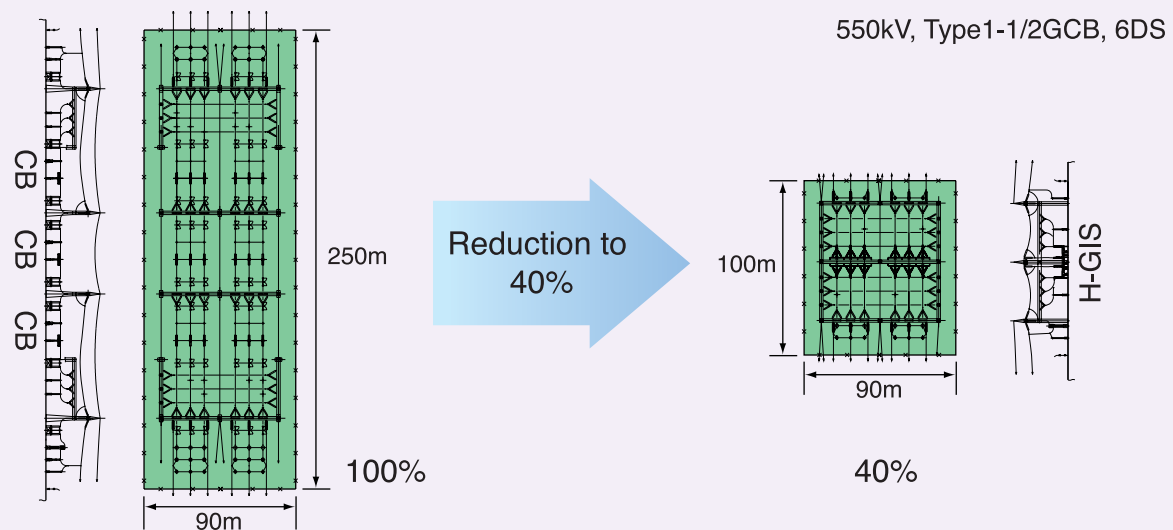 550kV, Type1-1/2GCB, 6DS
CB
CB
CB
250m
Reduction to
40%
100m
H-GIS
90m
100%
40%
90m